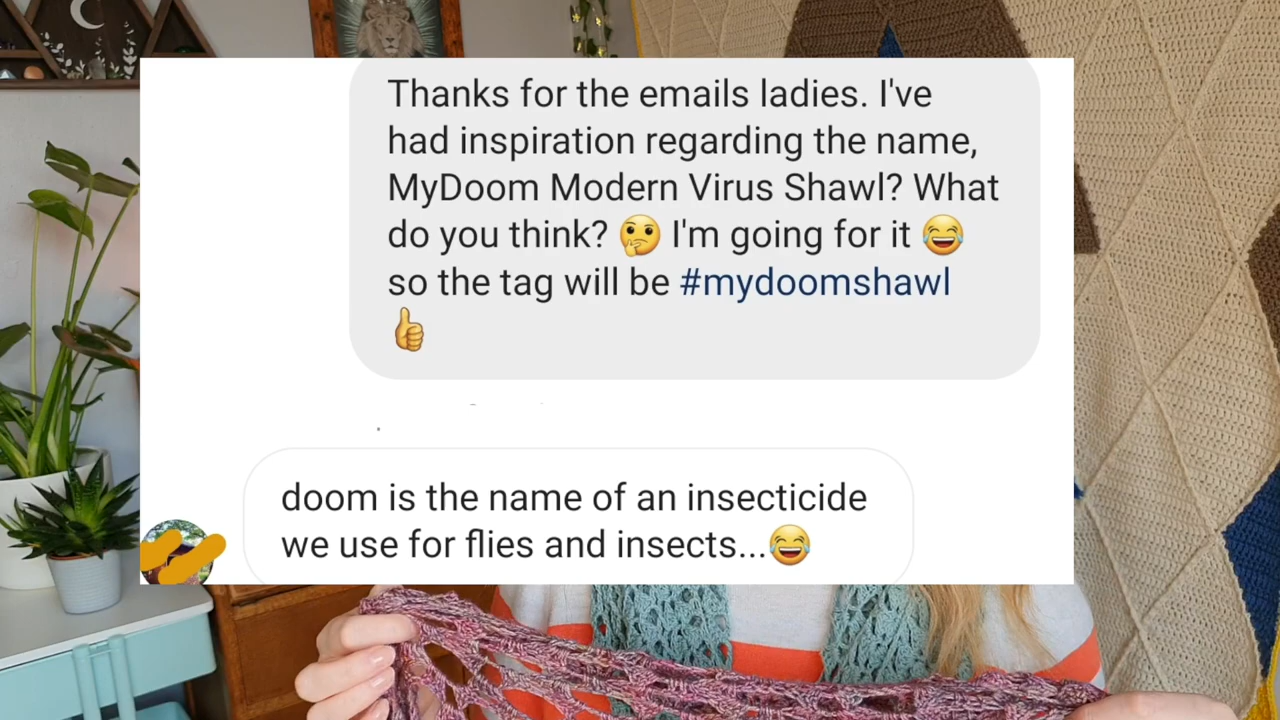 Thanks for the emails ladies. I've
had inspiration regarding the name,
MyDoom Modern Virus Shawl? What
do you think? 🤔 I'm going for it 😂
so the tag will be #mydoomshawl
👍
doom is the name of an insecticide
we use for flies and insects...😂